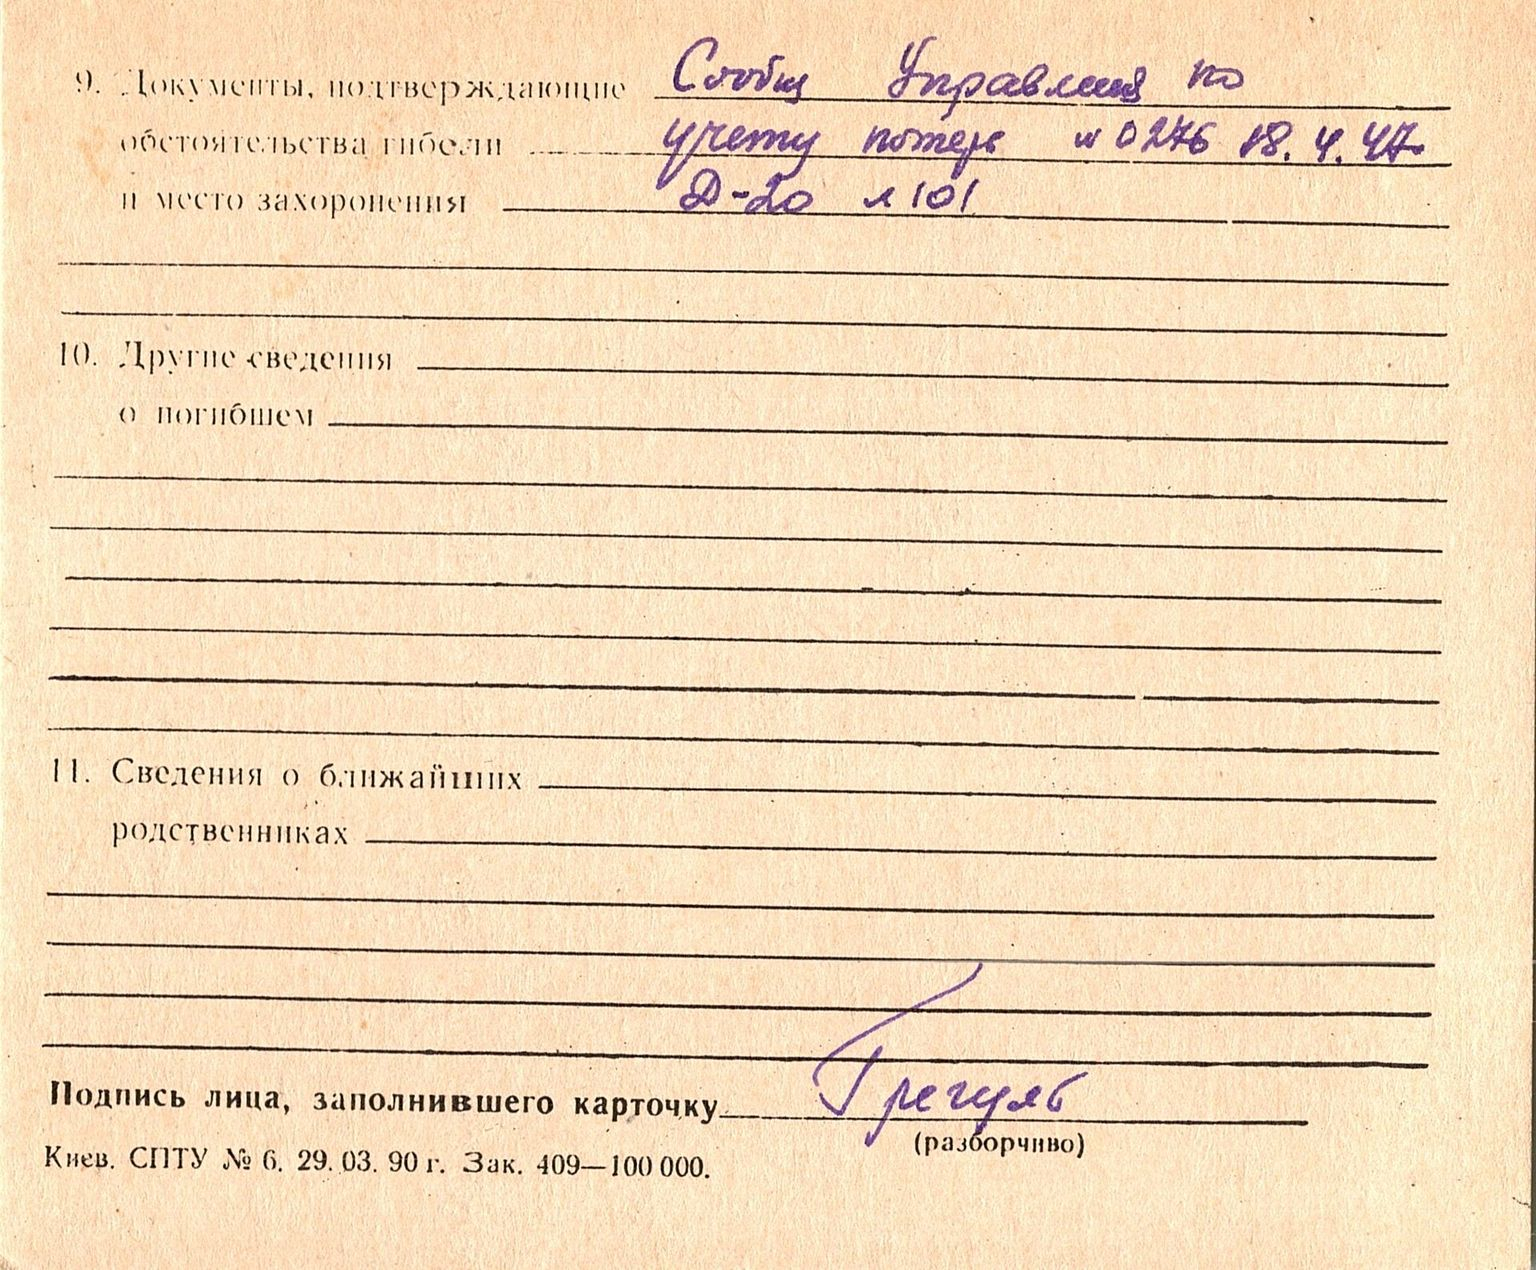 9. Документы, подтверждающие Сообщ Управления по
обстоятельства гибели учету потерь № 0276 18.4.47
и место захоронения Д-20 л 101
10. Другие сведения
о погибшем
11. Сведения о ближайших
родственниках
Подпись лица, заполнившего карточку
(разборчиво)
Киев. СПТУ № 6. 29.03.90 г. Зак. 409—100 000.